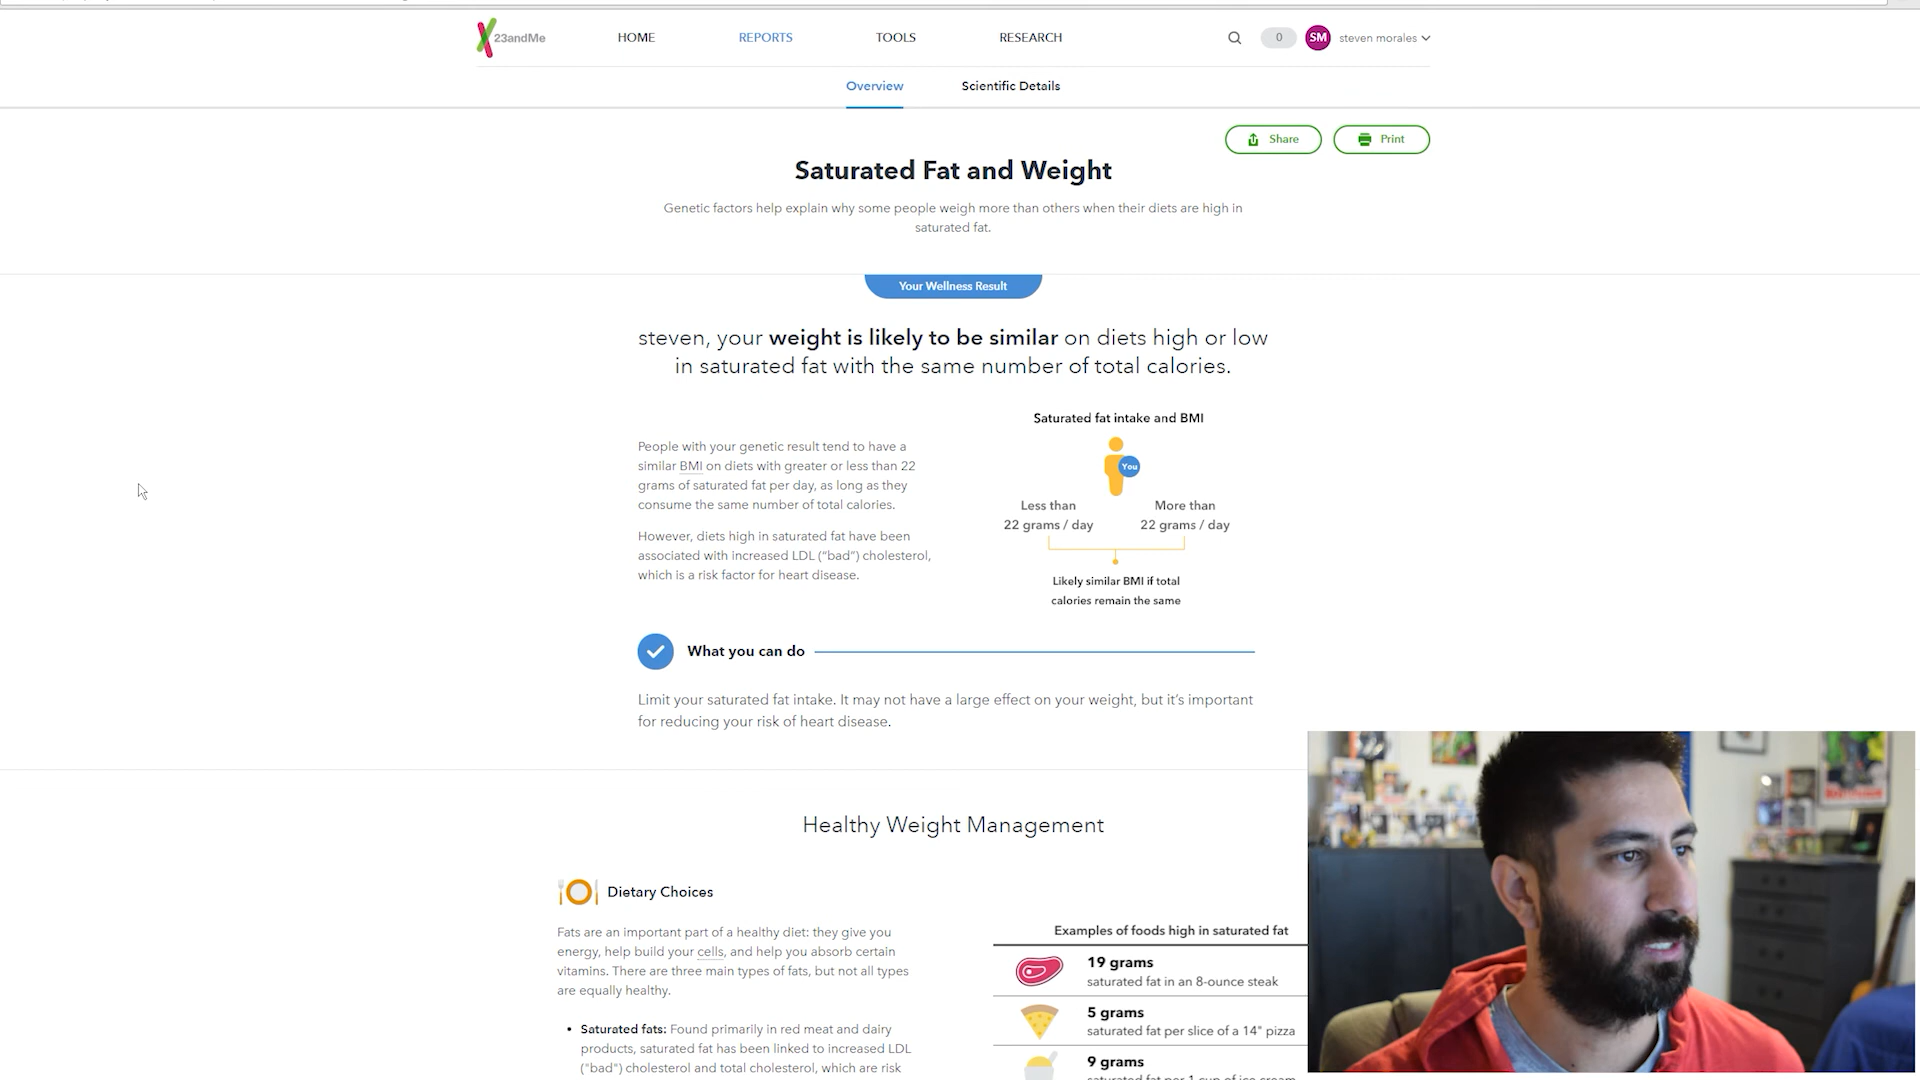 23andMe
HOME
REPORTS
TOOLS
RESEARCH
0
SM
steven morales
Overview
Scientific Details
Share
Print
Saturated Fat and Weight
Genetic factors help explain why some people weigh more than others when their diets are high in
saturated fat.
Your Wellness Result
steven, your weight is likely to be similar on diets high or low
in saturated fat with the same number of total calories.
People with your genetic result tend to have a
similar BMI on diets with greater or less than 22
grams of saturated fat per day, as long as they
consume the same number of total calories.
However, diets high in saturated fat have been
associated with increased LDL (“bad”) cholesterol,
which is a risk factor for heart disease.
Saturated fat intake and BMI
You
Less than
22 grams / day
More than
22 grams / day
Likely similar BMI if total
calories remain the same
What you can do
Limit your saturated fat intake. It may not have a large effect on your weight, but it’s important
for reducing your risk of heart disease.
Healthy Weight Management
Dietary Choices
Fats are an important part of a healthy diet: they give you
energy, help build your cells, and help you absorb certain
vitamins. There are three main types of fats, but not all types
are equally healthy.
• Saturated fats: Found primarily in red meat and dairy
products, saturated fat has been linked to increased LDL
("bad") cholesterol and total cholesterol, which are risk
Examples of foods high in saturated fat
19 grams
saturated fat in an 8-ounce steak
5 grams
saturated fat per slice of a 14" pizza
9 grams
saturated fat per 1 cup of ice cream